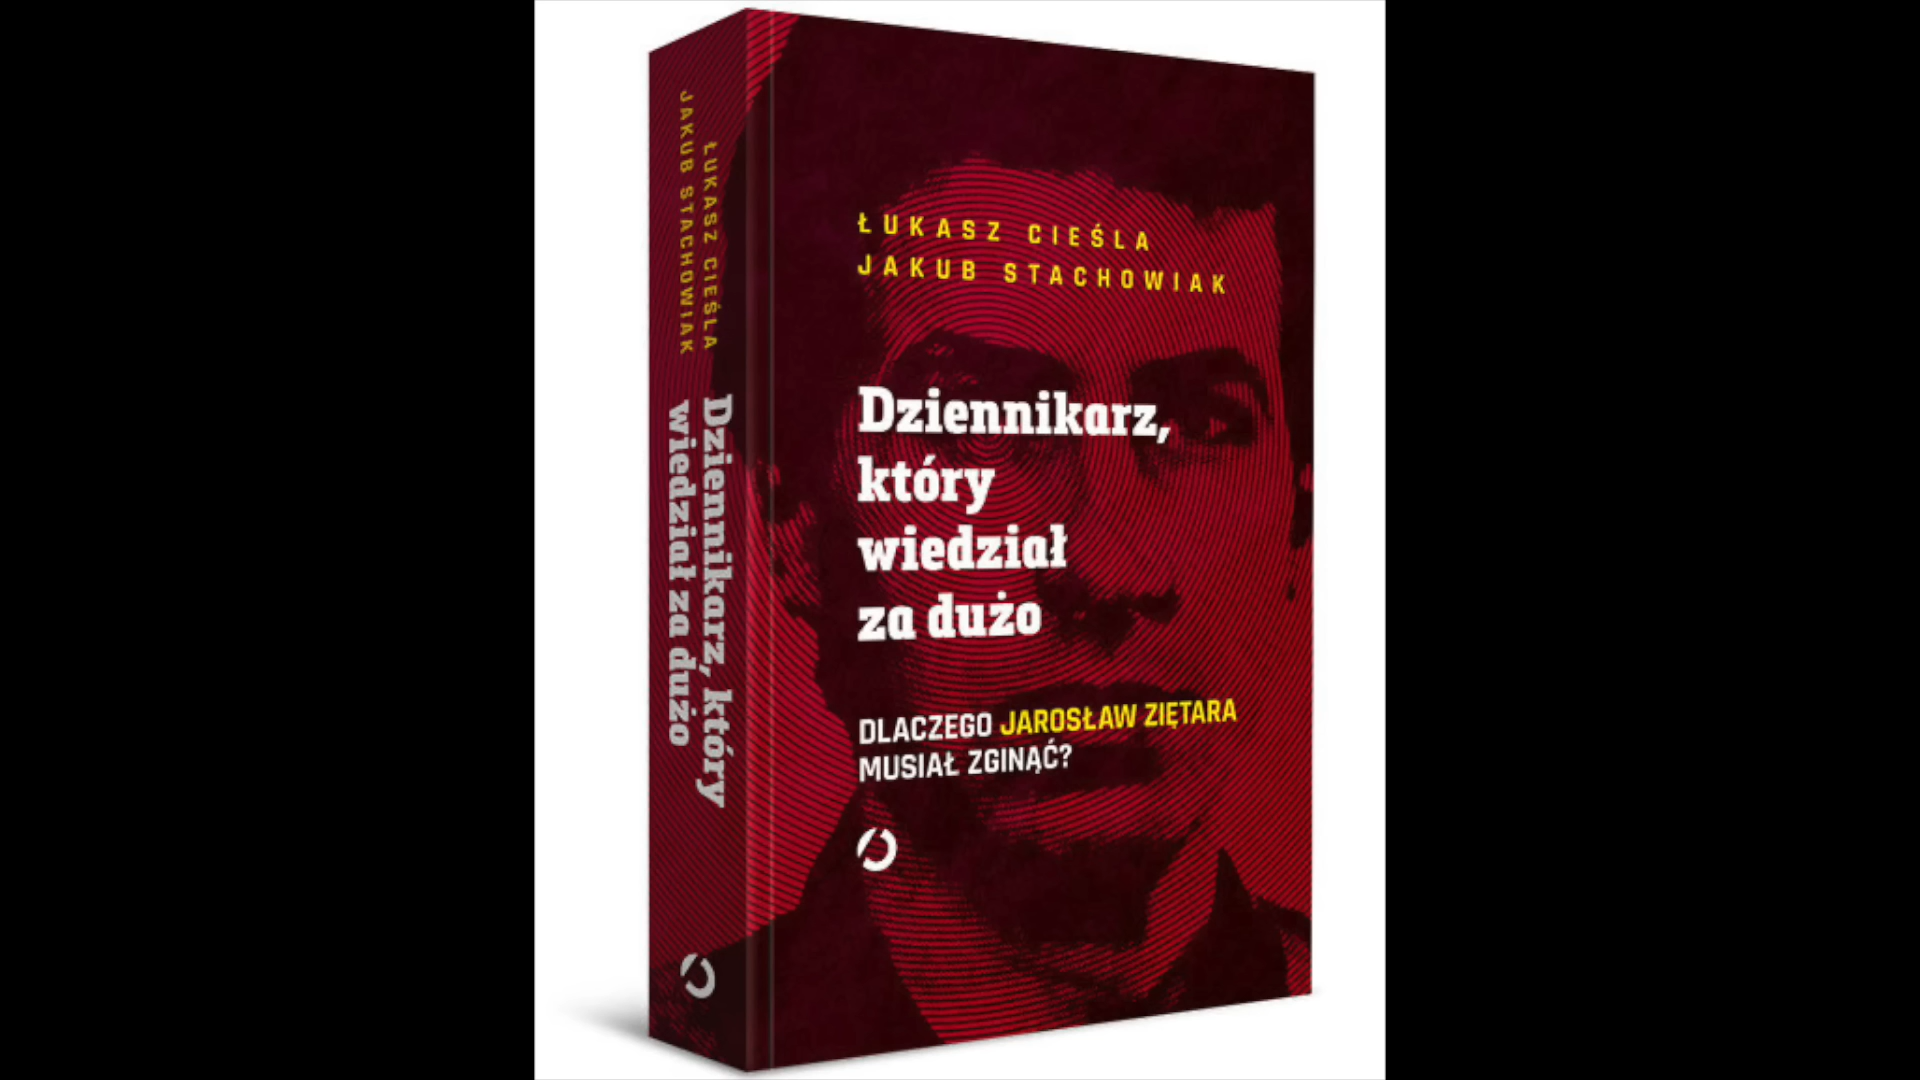 ŁUKASZ CIEŚLA
JAKUB STACHOWIAK
Dziennikarz, który
wiedział za dużo
ŁUKASZ CIEŚLA
JAKUB STACHOWIAK
Dziennikarz,
który
wiedział
za dużo
DLACZEGO JAROSŁAW ZIĘTARA
MUSIAŁ ZGINĄĆ?